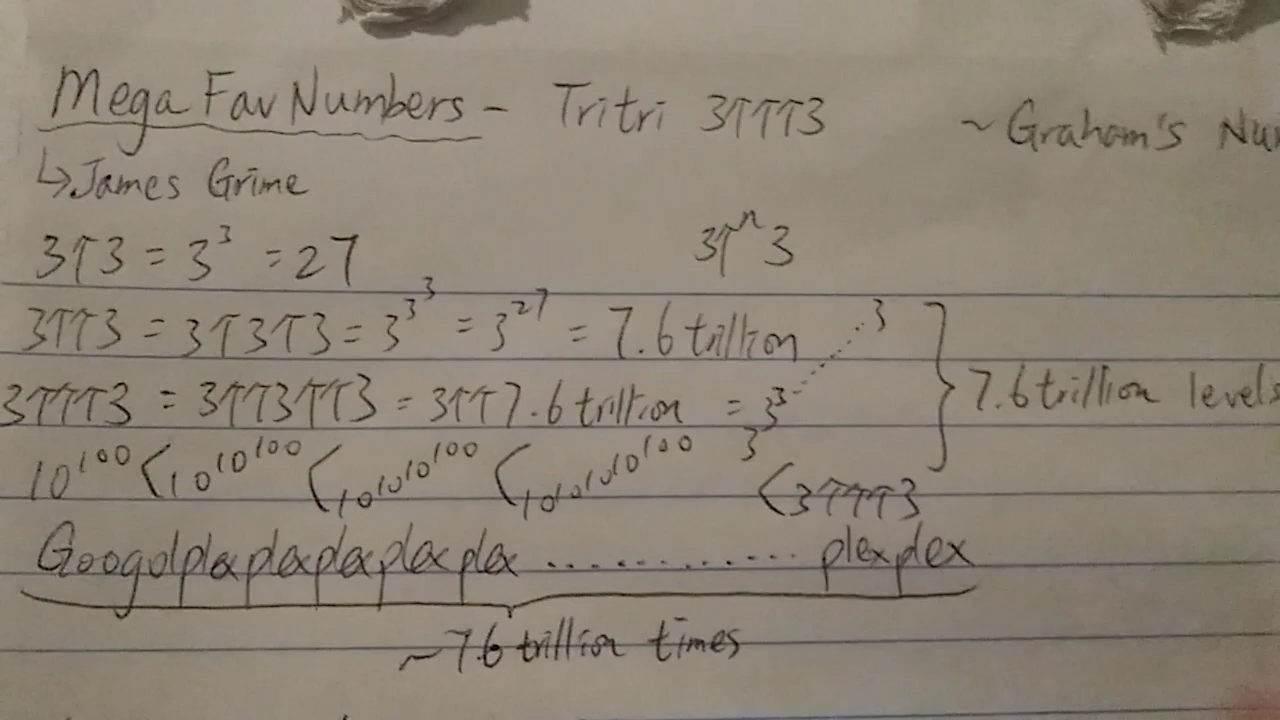 Mega Fav Numbers - Tritri 3↑↑↑3 ~Graham's
↳James Grime
3↑3 = 3³ = 27 3↑ⁿ3
3↑↑3 = 3↑3↑3 = 3^3^3 = 3²⁷ = 7.6 trillion
3↑↑↑3 = 3↑↑3↑↑3 = 3↑↑7.6 trillion = 3^3^3^.....^3 } 7.6 trillion levels
10^100 < 10^10^100 < 10^10^10^100 < 10^10^10^10^100 < 3↑↑↑3
Googolplexplexplexplexplex ............. plexplex
~7.6 trillion times